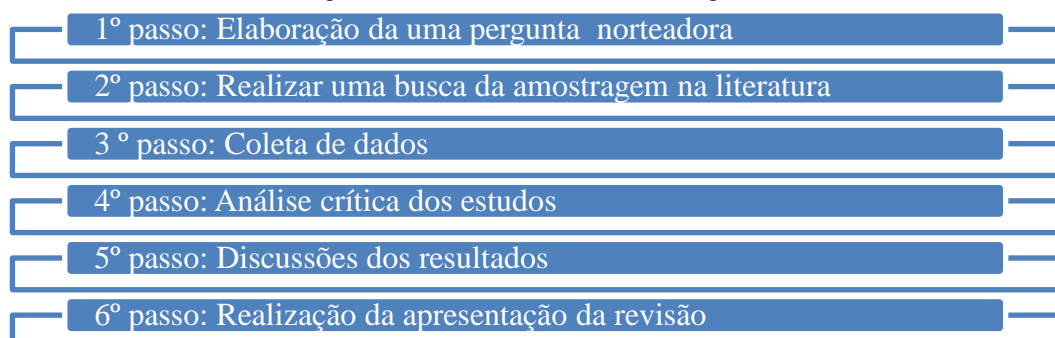 1º passo: Elaboração da uma pergunta norteadora
2º passo: Realizar uma busca da amostragem na literatura
3 º passo: Coleta de dados
4º passo: Análise crítica dos estudos
5º passo: Discussões dos resultados
6º passo: Realização da apresentação da revisão